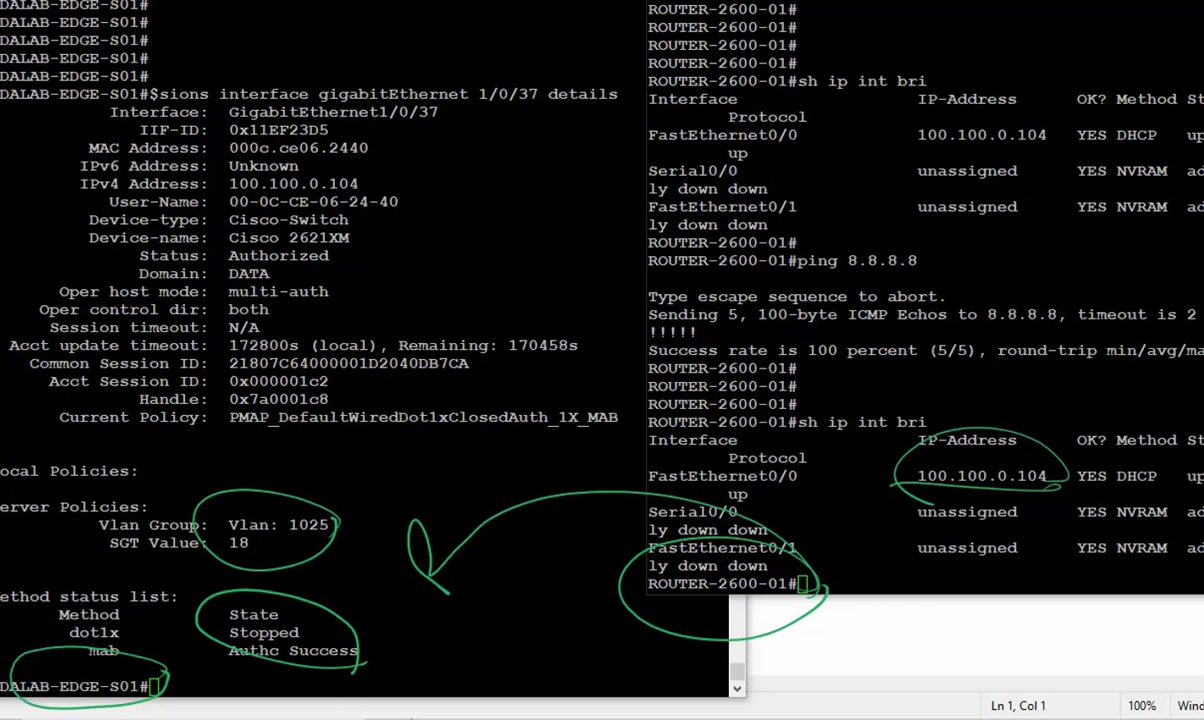 DALAB-EDGE-S01#
DALAB-EDGE-S01#
DALAB-EDGE-S01#
DALAB-EDGE-S01#
DALAB-EDGE-S01#
DALAB-EDGE-S01#$sions interface gigabitEthernet 1/0/37 details
Interface: GigabitEthernet1/0/37
IIF-ID: 0x11EF23D5
MAC Address: 000c.ce06.2440
IPv6 Address: Unknown
IPv4 Address: 100.100.0.104
User-Name: 00-0C-CE-06-24-40
Device-type: Cisco-Switch
Device-name: Cisco 2621XM
Status: Authorized
Domain: DATA
Oper host mode: multi-auth
Oper control dir: both
Session timeout: N/A
Acct update timeout: 172800s (local), Remaining: 170458s
Common Session ID: 21807C64000001D2040DB7CA
Acct Session ID: 0x000001c2
Handle: 0x7a0001c8
Current Policy: PMAP_DefaultWiredDot1xClosedAuth_1X_MAB
ocal Policies:
erver Policies:
Vlan Group: Vlan: 1025
SGT Value: 18
ethod status list:
Method State
dot1x Stopped
mab Authc Success
DALAB-EDGE-S01#
ROUTER-2600-01#
ROUTER-2600-01#
ROUTER-2600-01#
ROUTER-2600-01#
ROUTER-2600-01#sh ip int bri
Interface IP-Address OK? Method St
Protocol
FastEthernet0/0 100.100.0.104 YES DHCP up
up
Serial0/0 unassigned YES NVRAM ad
ly down down
FastEthernet0/1 unassigned YES NVRAM ad
ly down down
ROUTER-2600-01#
ROUTER-2600-01#ping 8.8.8.8
Type escape sequence to abort.
Sending 5, 100-byte ICMP Echos to 8.8.8.8, timeout is 2
!!!!!
Success rate is 100 percent (5/5), round-trip min/avg/ma
ROUTER-2600-01#
ROUTER-2600-01#
ROUTER-2600-01#
ROUTER-2600-01#sh ip int bri
Interface IP-Address OK? Method St
Protocol
FastEthernet0/0 100.100.0.104 YES DHCP up
up
Serial0/0 unassigned YES NVRAM ad
ly down down
FastEthernet0/1 unassigned YES NVRAM ad
ly down down
ROUTER-2600-01#
Ln 1, Col 1 100% Wind